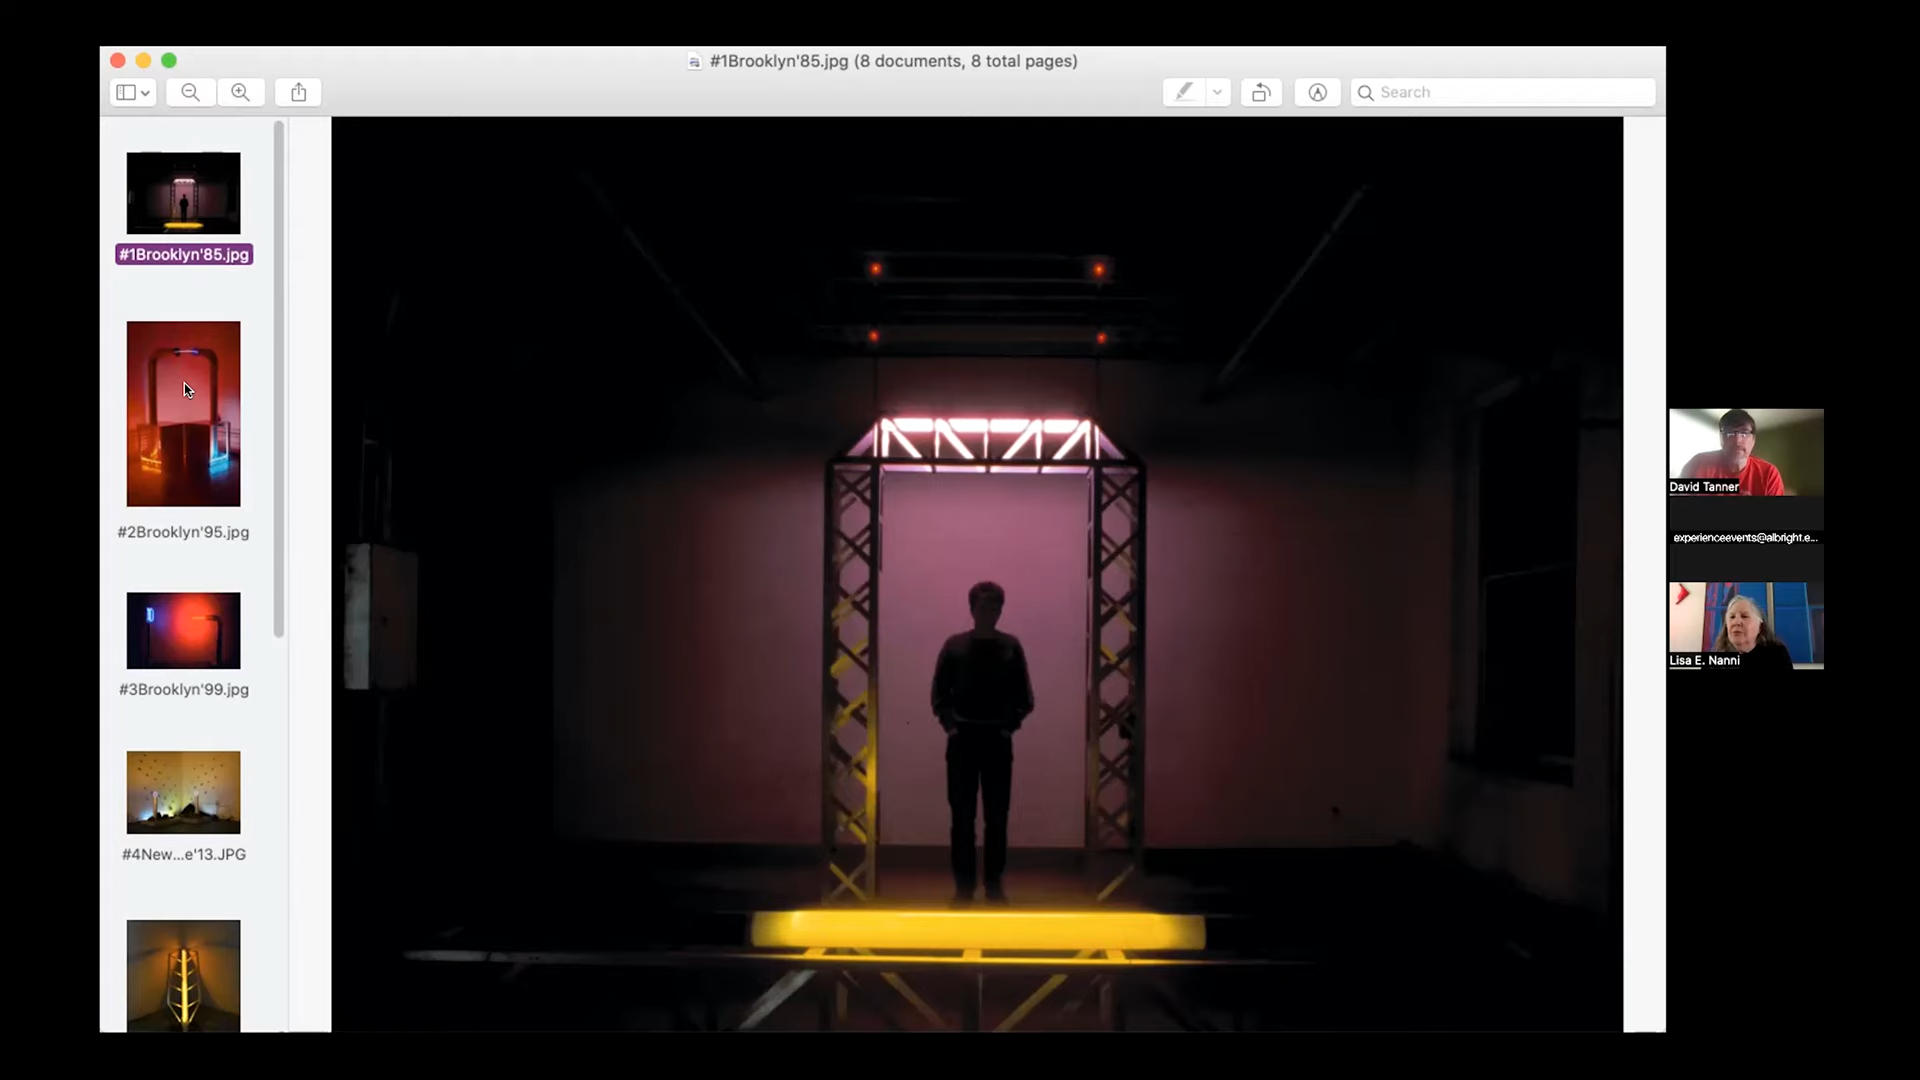 #1Brooklyn'85.jpg (8 documents, 8 total pages)
Search
#1Brooklyn'85.jpg
#2Brooklyn'95.jpg
#3Brooklyn'99.jpg
#4New...e'13.JPG
David Tanner
experienceevents@albright.e...
Lisa E. Nanni